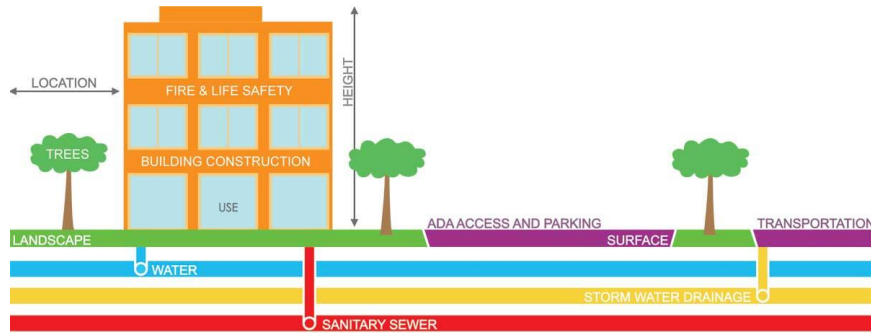 LOCATION
FIRE & LIFE SAFETY
HEIGHT
TREES
BUILDING CONSTRUCTION
USE
ADA ACCESS AND PARKING
TRANSPORTATION
LANDSCAPE
SURFACE
WATER
STORM WATER DRAINAGE
SANITARY SEWER